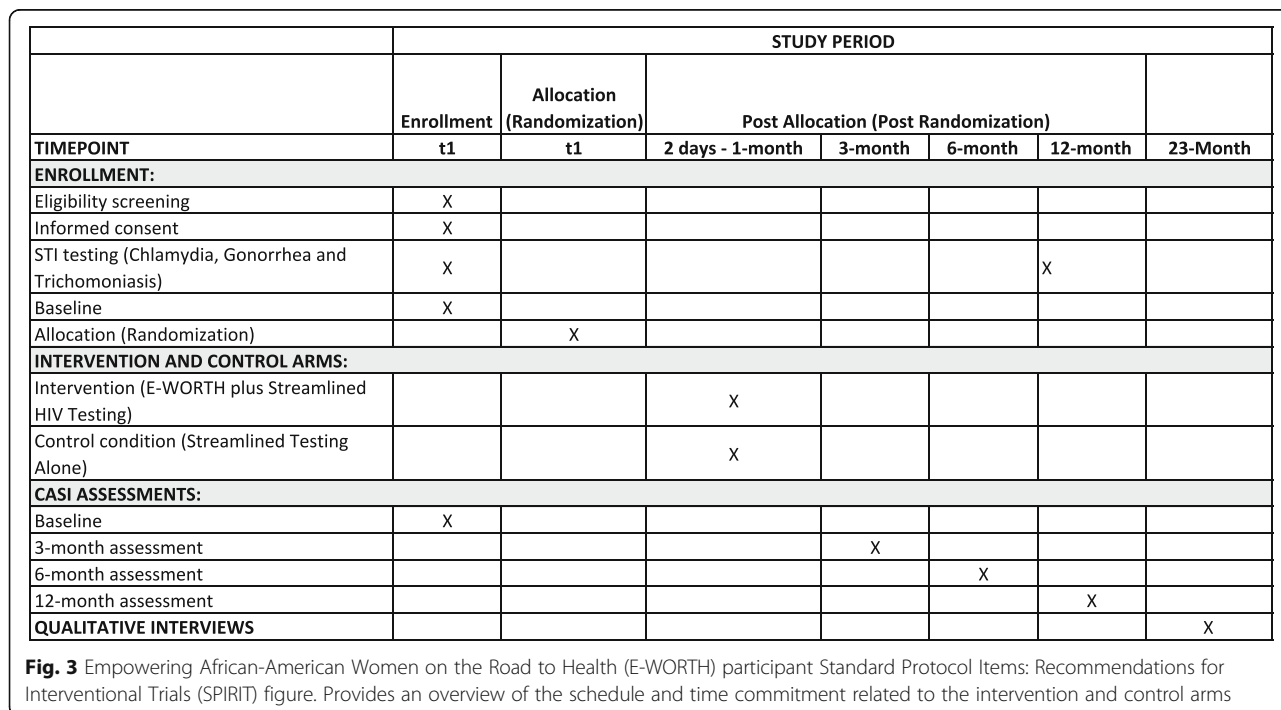 STUDY PERIOD
Allocation
Enrollment (Randomization) Post Allocation (Post Randomization)
TIMEPOINT t1 t1 2 days - 1-month 3-month 6-month 12-month 23-Month
ENROLLMENT:
Eligibility screening X
Informed consent X
STI testing (Chlamydia, Gonorrhea and
Trichomoniasis) X X
Baseline X
Allocation (Randomization) X
INTERVENTION AND CONTROL ARMS:
Intervention (E-WORTH plus Streamlined
HIV Testing) X
Control condition (Streamlined Testing
Alone) X
CASI ASSESSMENTS:
Baseline X
3-month assessment X
6-month assessment X
12-month assessment X
QUALITATIVE INTERVIEWS X
Fig. 3 Empowering African-American Women on the Road to Health (E-WORTH) participant Standard Protocol Items: Recommendations for
Interventional Trials (SPIRIT) figure. Provides an overview of the schedule and time commitment related to the intervention and control arms